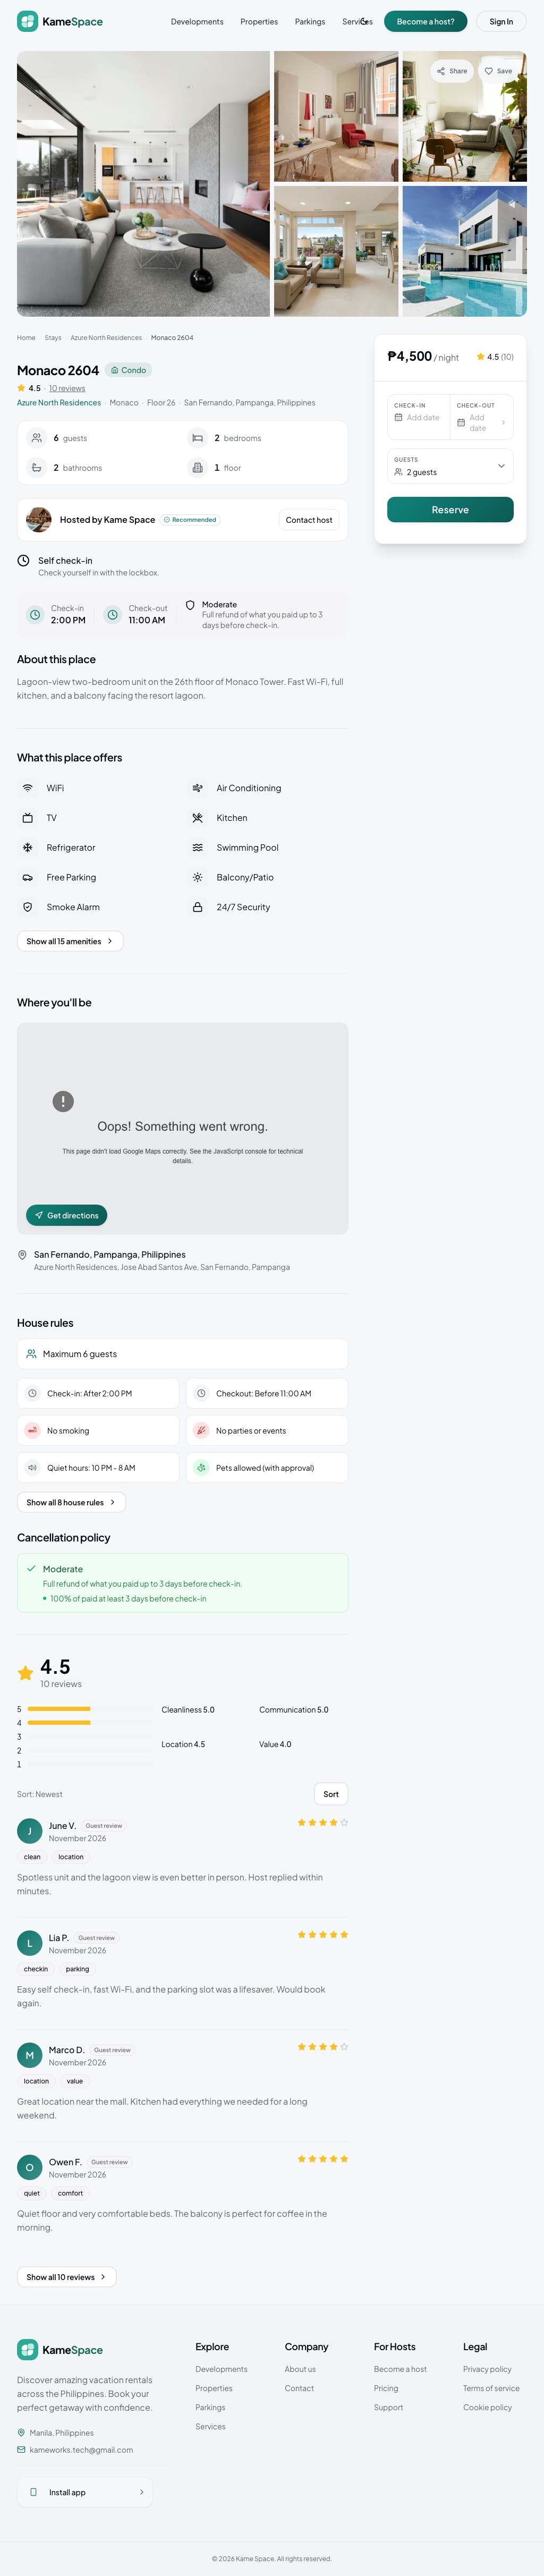 KameSpace
Developments Properties Parkings Services Become a host? Sign In
Share Save
Home Stays Azure North Residences Monaco 2604
Monaco 2604 Condo
4.5 · 10 reviews
Azure North Residences · Monaco · Floor 26 · San Fernando, Pampanga, Philippines
6 guests
2 bedrooms
2 bathrooms
1 floor
Hosted by Kame Space Recommended Contact host
Self check-in
Check yourself in with the lockbox.
Check-in
2:00 PM
Check-out
11:00 AM
Moderate
Full refund of what you paid up to 3
days before check-in.
₱4,500 / night 4.5 (10)
CHECK-IN
Add date
CHECK-OUT
Add
date
GUESTS
2 guests
Reserve
About this place
Lagoon-view two-bedroom unit on the 26th floor of Monaco Tower. Fast Wi-Fi, full
kitchen, and a balcony facing the resort lagoon.
What this place offers
WiFi
Air Conditioning
TV
Kitchen
Refrigerator
Swimming Pool
Free Parking
Balcony/Patio
Smoke Alarm
24/7 Security
Show all 15 amenities
Where you'll be
Oops! Something went wrong.
This page didn't load Google Maps correctly. See the JavaScript console for technical
details.
Get directions
San Fernando, Pampanga, Philippines
Azure North Residences, Jose Abad Santos Ave, San Fernando, Pampanga
House rules
Maximum 6 guests
Check-in: After 2:00 PM
Checkout: Before 11:00 AM
No smoking
No parties or events
Quiet hours: 10 PM - 8 AM
Pets allowed (with approval)
Show all 8 house rules
Cancellation policy
Moderate
Full refund of what you paid up to 3 days before check-in.
100% of paid at least 3 days before check-in
4.5
10 reviews
5
4
3
2
1
Cleanliness 5.0
Communication 5.0
Location 4.5
Value 4.0
Sort: Newest
Sort
J
June V. Guest review
November 2026
clean location
Spotless unit and the lagoon view is even better in person. Host replied within
minutes.
L
Lia P. Guest review
November 2026
checkin parking
Easy self check-in, fast Wi-Fi, and the parking slot was a lifesaver. Would book
again.
M
Marco D. Guest review
November 2026
location value
Great location near the mall. Kitchen had everything we needed for a long
weekend.
O
Owen F. Guest review
November 2026
quiet comfort
Quiet floor and very comfortable beds. The balcony is perfect for coffee in the
morning.
Show all 10 reviews
KameSpace
Discover amazing vacation rentals
across the Philippines. Book your
perfect getaway with confidence.
Manila, Philippines
kameworks.tech@gmail.com
Install app
Explore
Developments
Properties
Parkings
Services
Company
About us
Contact
For Hosts
Become a host
Pricing
Support
Legal
Privacy policy
Terms of service
Cookie policy
© 2026 Kame Space. All rights reserved.